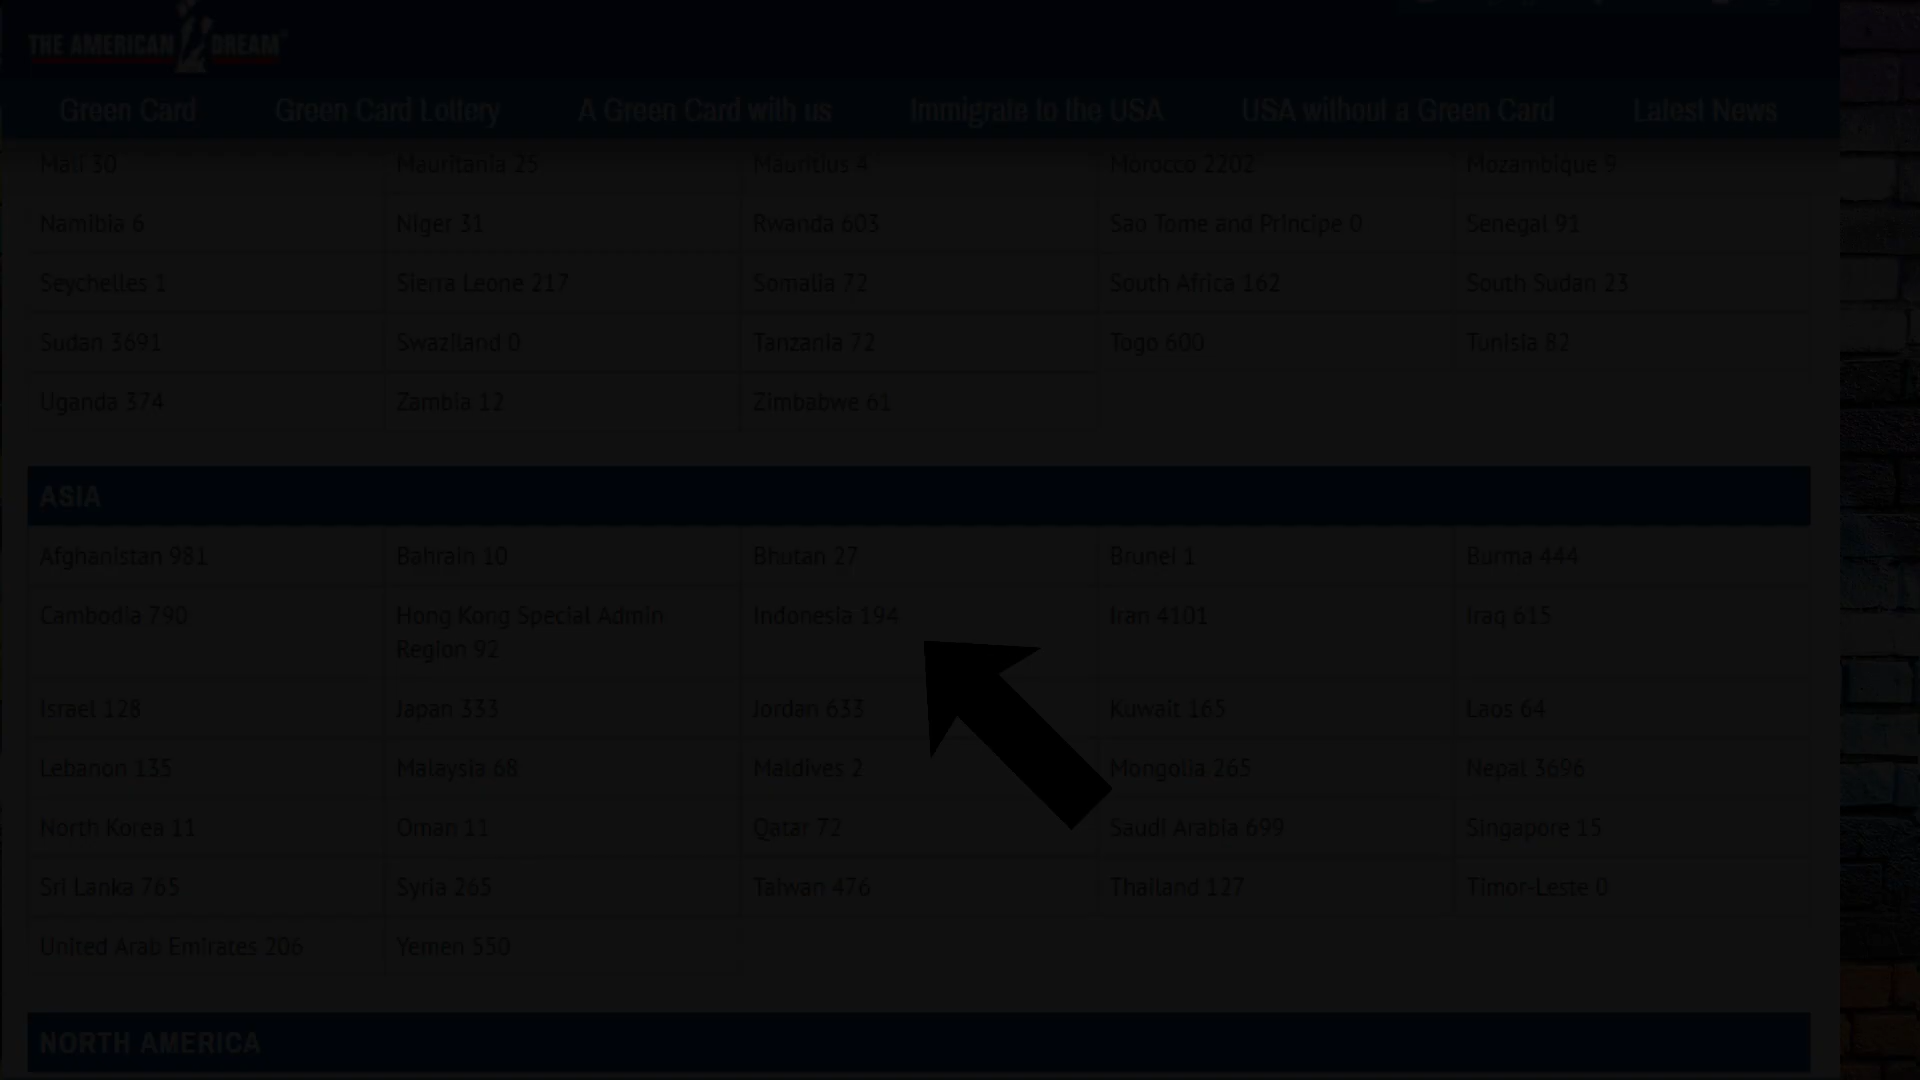 THE AMERICAN DREAM
Green Card Green Card Lottery A Green Card with us Immigrate to the USA USA without a Green Card Latest News
Mali 30 Mauritania 25 Mauritius 4 Morocco 2202 Mozambique 9
Namibia 6 Niger 31 Rwanda 603 Sao Tome and Principe 0 Senegal 91
Seychelles 1 Sierra Leone 217 Somalia 72 South Africa 162 South Sudan 23
Sudan 3691 Swaziland 0 Tanzania 72 Togo 600 Tunisia 82
Uganda 374 Zambia 12 Zimbabwe 61
ASIA
Afghanistan 981 Bahrain 10 Bhutan 27 Brunei 1 Burma 444
Cambodia 790 Hong Kong Special Admin Indonesia 194 Iran 4101 Iraq 615
Region 92
Israel 128 Japan 333 Jordan 633 Kuwait 165 Laos 64
Lebanon 135 Malaysia 68 Maldives 2 Mongolia 265 Nepal 3696
North Korea 11 Oman 11 Qatar 72 Saudi Arabia 699 Singapore 15
Sri Lanka 765 Syria 265 Taiwan 476 Thailand 127 Timor-Leste 0
United Arab Emirates 206 Yemen 550
NORTH AMERICA